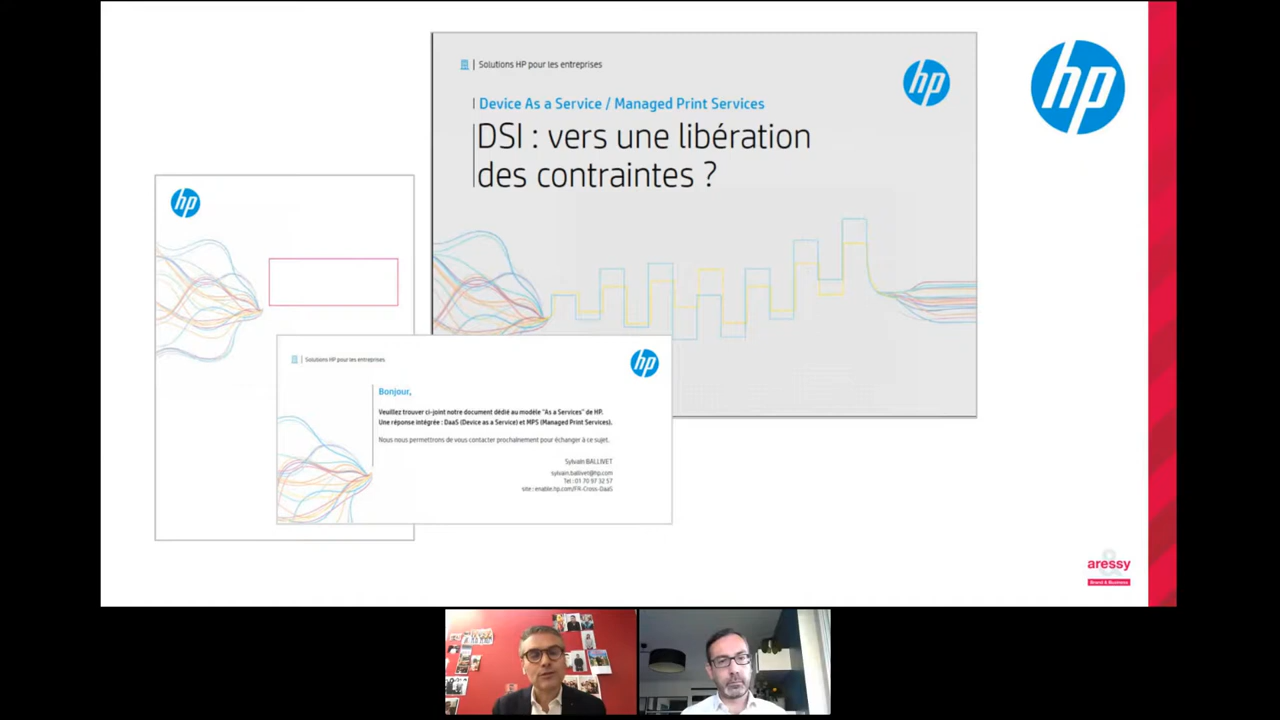 Solutions HP pour les entreprises
hp
hp
Device As a Service / Managed Print Services
DSI : vers une libération
des contraintes ?
hp
Solutions HP pour les entreprises
hp
Bonjour,
Veuillez trouver ci-joint notre document dédié au modèle "As a Services" de HP.
Une réponse intégrée : DaaS (Device as a Service) et MPS (Managed Print Services).
Nous nous permettrons de vous contacter prochainement pour échanger à ce sujet.
Sylvain BALLIVET
sylvain.ballivet@hp.com
Tel : 01 70 97 32 57
site : enable.hp.com/FR-Cross-DaaS
&
aressy
Brand & Business